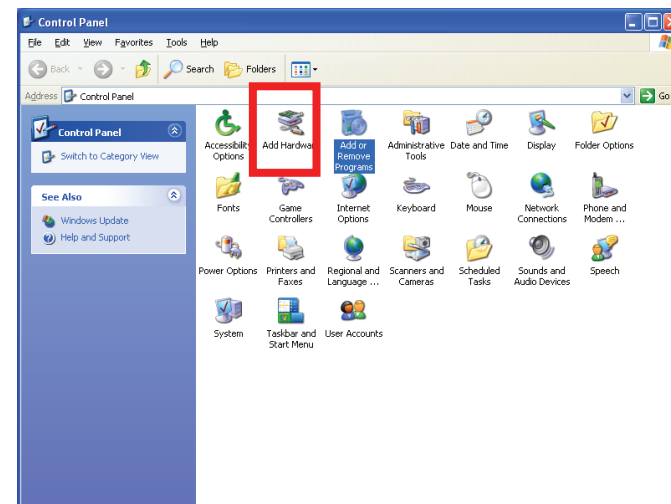 Control Panel
File Edit View Favorites Tools Help
Back Search Folders
Address Control Panel Go
Control Panel
Switch to Category View
See Also
Windows Update
Help and Support
Accessibility Options
Add Hardware
Add or Remove Programs
Administrative Tools
Date and Time
Display
Folder Options
Fonts
Game Controllers
Internet Options
Keyboard
Mouse
Network Connections
Phone and Modem ...
Power Options
Printers and Faxes
Regional and Language ...
Scanners and Cameras
Scheduled Tasks
Sounds and Audio Devices
Speech
System
Taskbar and Start Menu
User Accounts